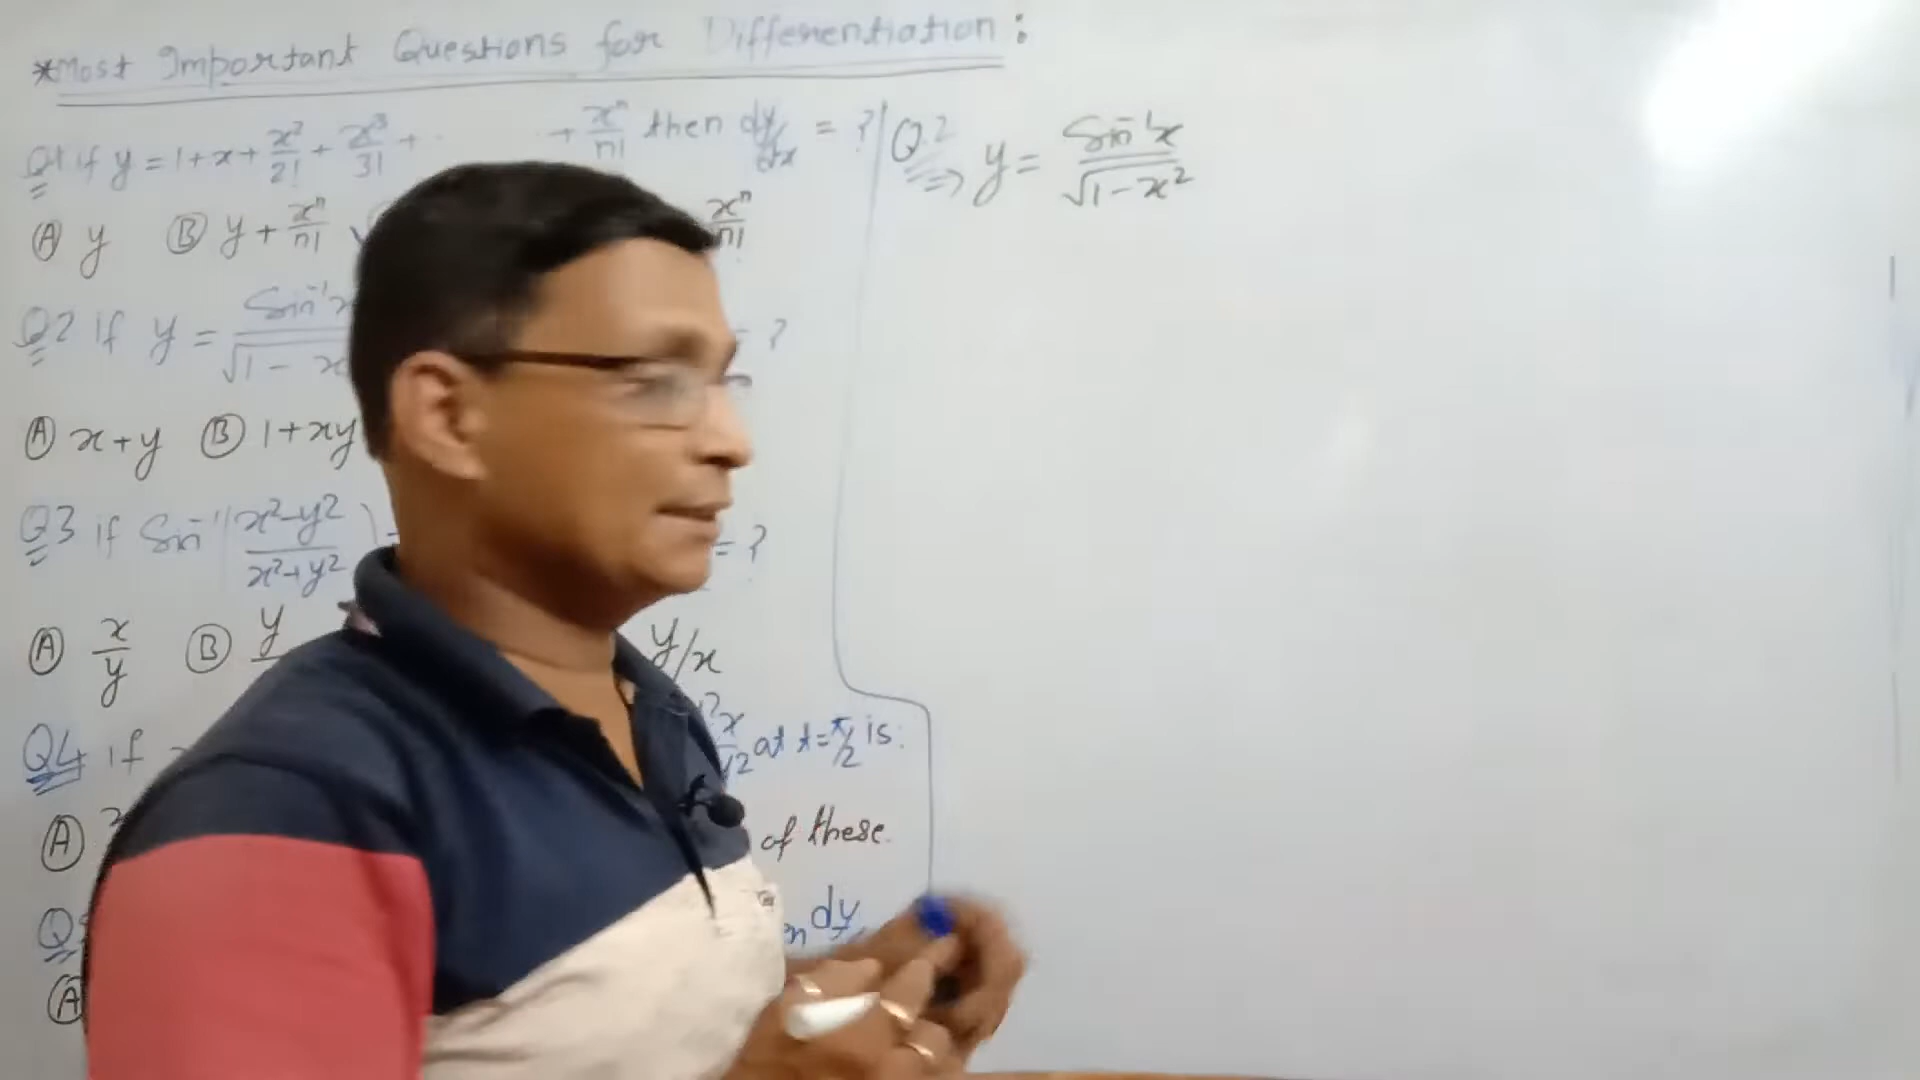 *Most Important Questions for Differentiation:
Q1 if y = 1 + x + x²/2! + x³/3! + .. + xⁿ/n! then dy/dx = ?
Ⓐ y Ⓑ y + xⁿ/n! xⁿ/n!
Q2 if y = Sin⁻¹x/√1 - x = ?
Ⓐ x + y Ⓑ 1 + xy
Q3 if Sin⁻¹(x²-y²/x²+y²) = ?
Ⓐ x/y Ⓑ y y/x
Q4 if at t = π/2 is:
Ⓐ of these.
Q dy
Ⓐ
Q2
⇒ y = Sin⁻¹x/√1 - x²